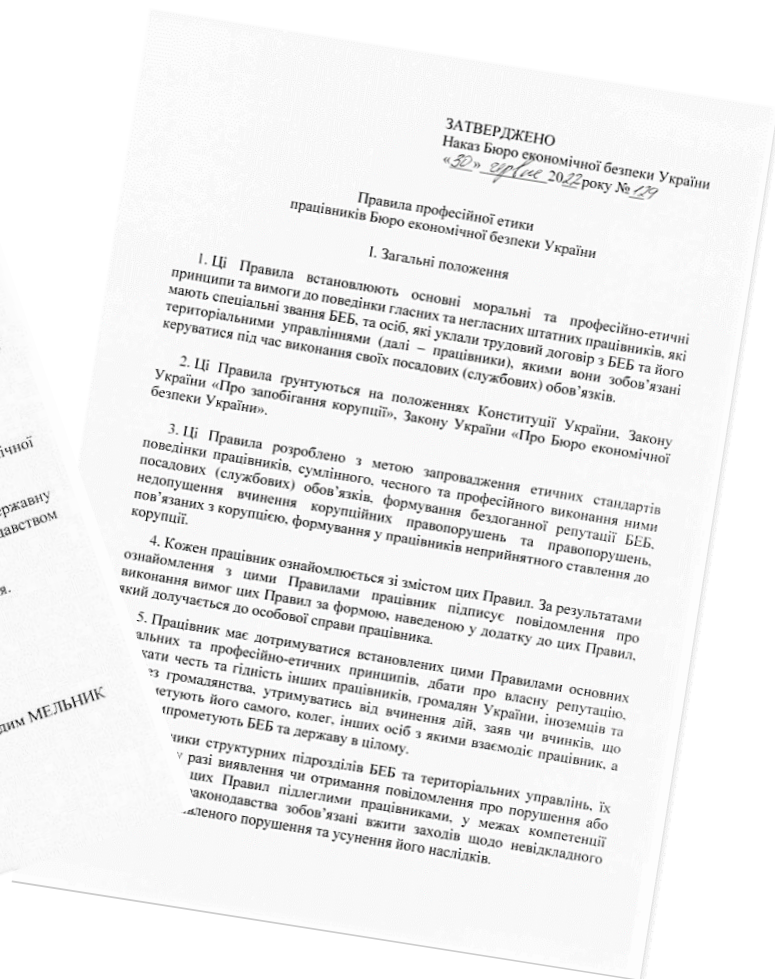 ЗАТВЕРДЖЕНО
Наказ Бюро економічної безпеки України
«30» червня 2022 року № 129
Правила професійної етики
працівників Бюро економічної безпеки України
І. Загальні положення
1. Ці Правила встановлюють основні моральні та професійно-етичні
принципи та вимоги до поведінки гласних та негласних штатних працівників, які
мають спеціальні звання БЕБ, та осіб, які уклали трудовий договір з БЕБ та його
територіальними управліннями (далі – працівники), якими вони зобов’язані
керуватися під час виконання своїх посадових (службових) обов’язків.
2. Ці Правила ґрунтуються на положеннях Конституції України, Закону
України «Про запобігання корупції», Закону України «Про Бюро економічної
безпеки України».
3. Ці Правила розроблено з метою запровадження етичних стандартів
поведінки працівників, сумлінного, чесного та професійного виконання ними
посадових (службових) обов’язків, формування бездоганної репутації БЕБ,
недопущення вчинення корупційних правопорушень та правопорушень,
пов’язаних з корупцією, формування у працівників неприйнятного ставлення до
корупції.
4. Кожен працівник ознайомлюється зі змістом цих Правил. За результатами
ознайомлення з цими Правилами працівник підписує повідомлення про
виконання вимог цих Правил за формою, наведеною у додатку до цих Правил,
який долучається до особової справи працівника.
5. Працівник має дотримуватися встановлених цими Правилами основних
альних та професійно-етичних принципів, дбати про власну репутацію,
жати честь та гідність інших працівників, громадян України, іноземців та
ез громадянства, утримуватись від вчинення дій, заяв чи вчинків, що
метують його самого, колег, інших осіб з якими взаємодіє працівник, а
мпрометують БЕБ та державу в цілому.
ники структурних підрозділів БЕБ та територіальних управлінь, їх
у разі виявлення чи отримання повідомлення про порушення або
цих Правил підлеглими працівниками, у межах компетенції
законодавства зобов’язані вжити заходів щодо невідкладного
вленого порушення та усунення його наслідків.
ічної
ержавну
давством
я.
дим МЕЛЬНИК